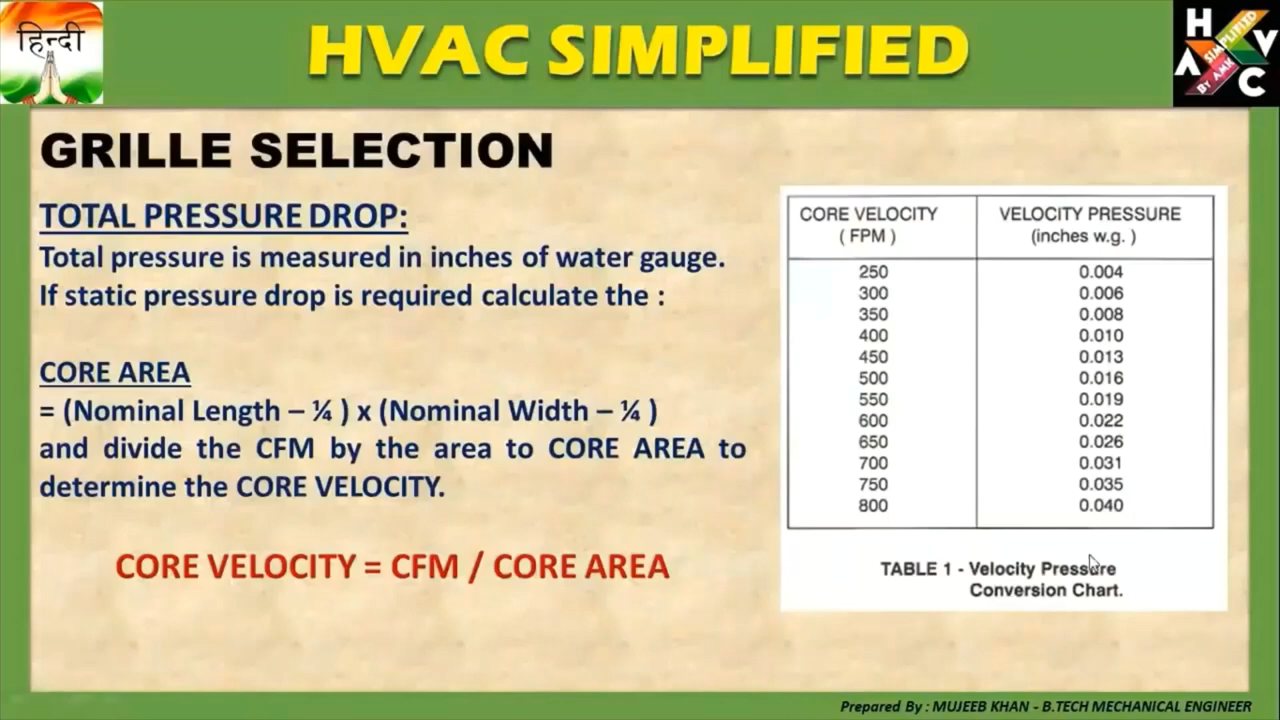 हिन्दी
HVAC SIMPLIFIED
H V A C
SIMPLIFIED
BY AMK
GRILLE SELECTION
TOTAL PRESSURE DROP:
Total pressure is measured in inches of water gauge.
If static pressure drop is required calculate the :
CORE AREA
= (Nominal Length – ¼ ) x (Nominal Width – ¼ )
and divide the CFM by the area to CORE AREA to
determine the CORE VELOCITY.
CORE VELOCITY = CFM / CORE AREA
CORE VELOCITY VELOCITY PRESSURE
( FPM ) (inches w.g. )
250 0.004
300 0.006
350 0.008
400 0.010
450 0.013
500 0.016
550 0.019
600 0.022
650 0.026
700 0.031
750 0.035
800 0.040
TABLE 1 - Velocity Pressure
Conversion Chart.
Prepared By : MUJEEB KHAN - B.TECH MECHANICAL ENGINEER